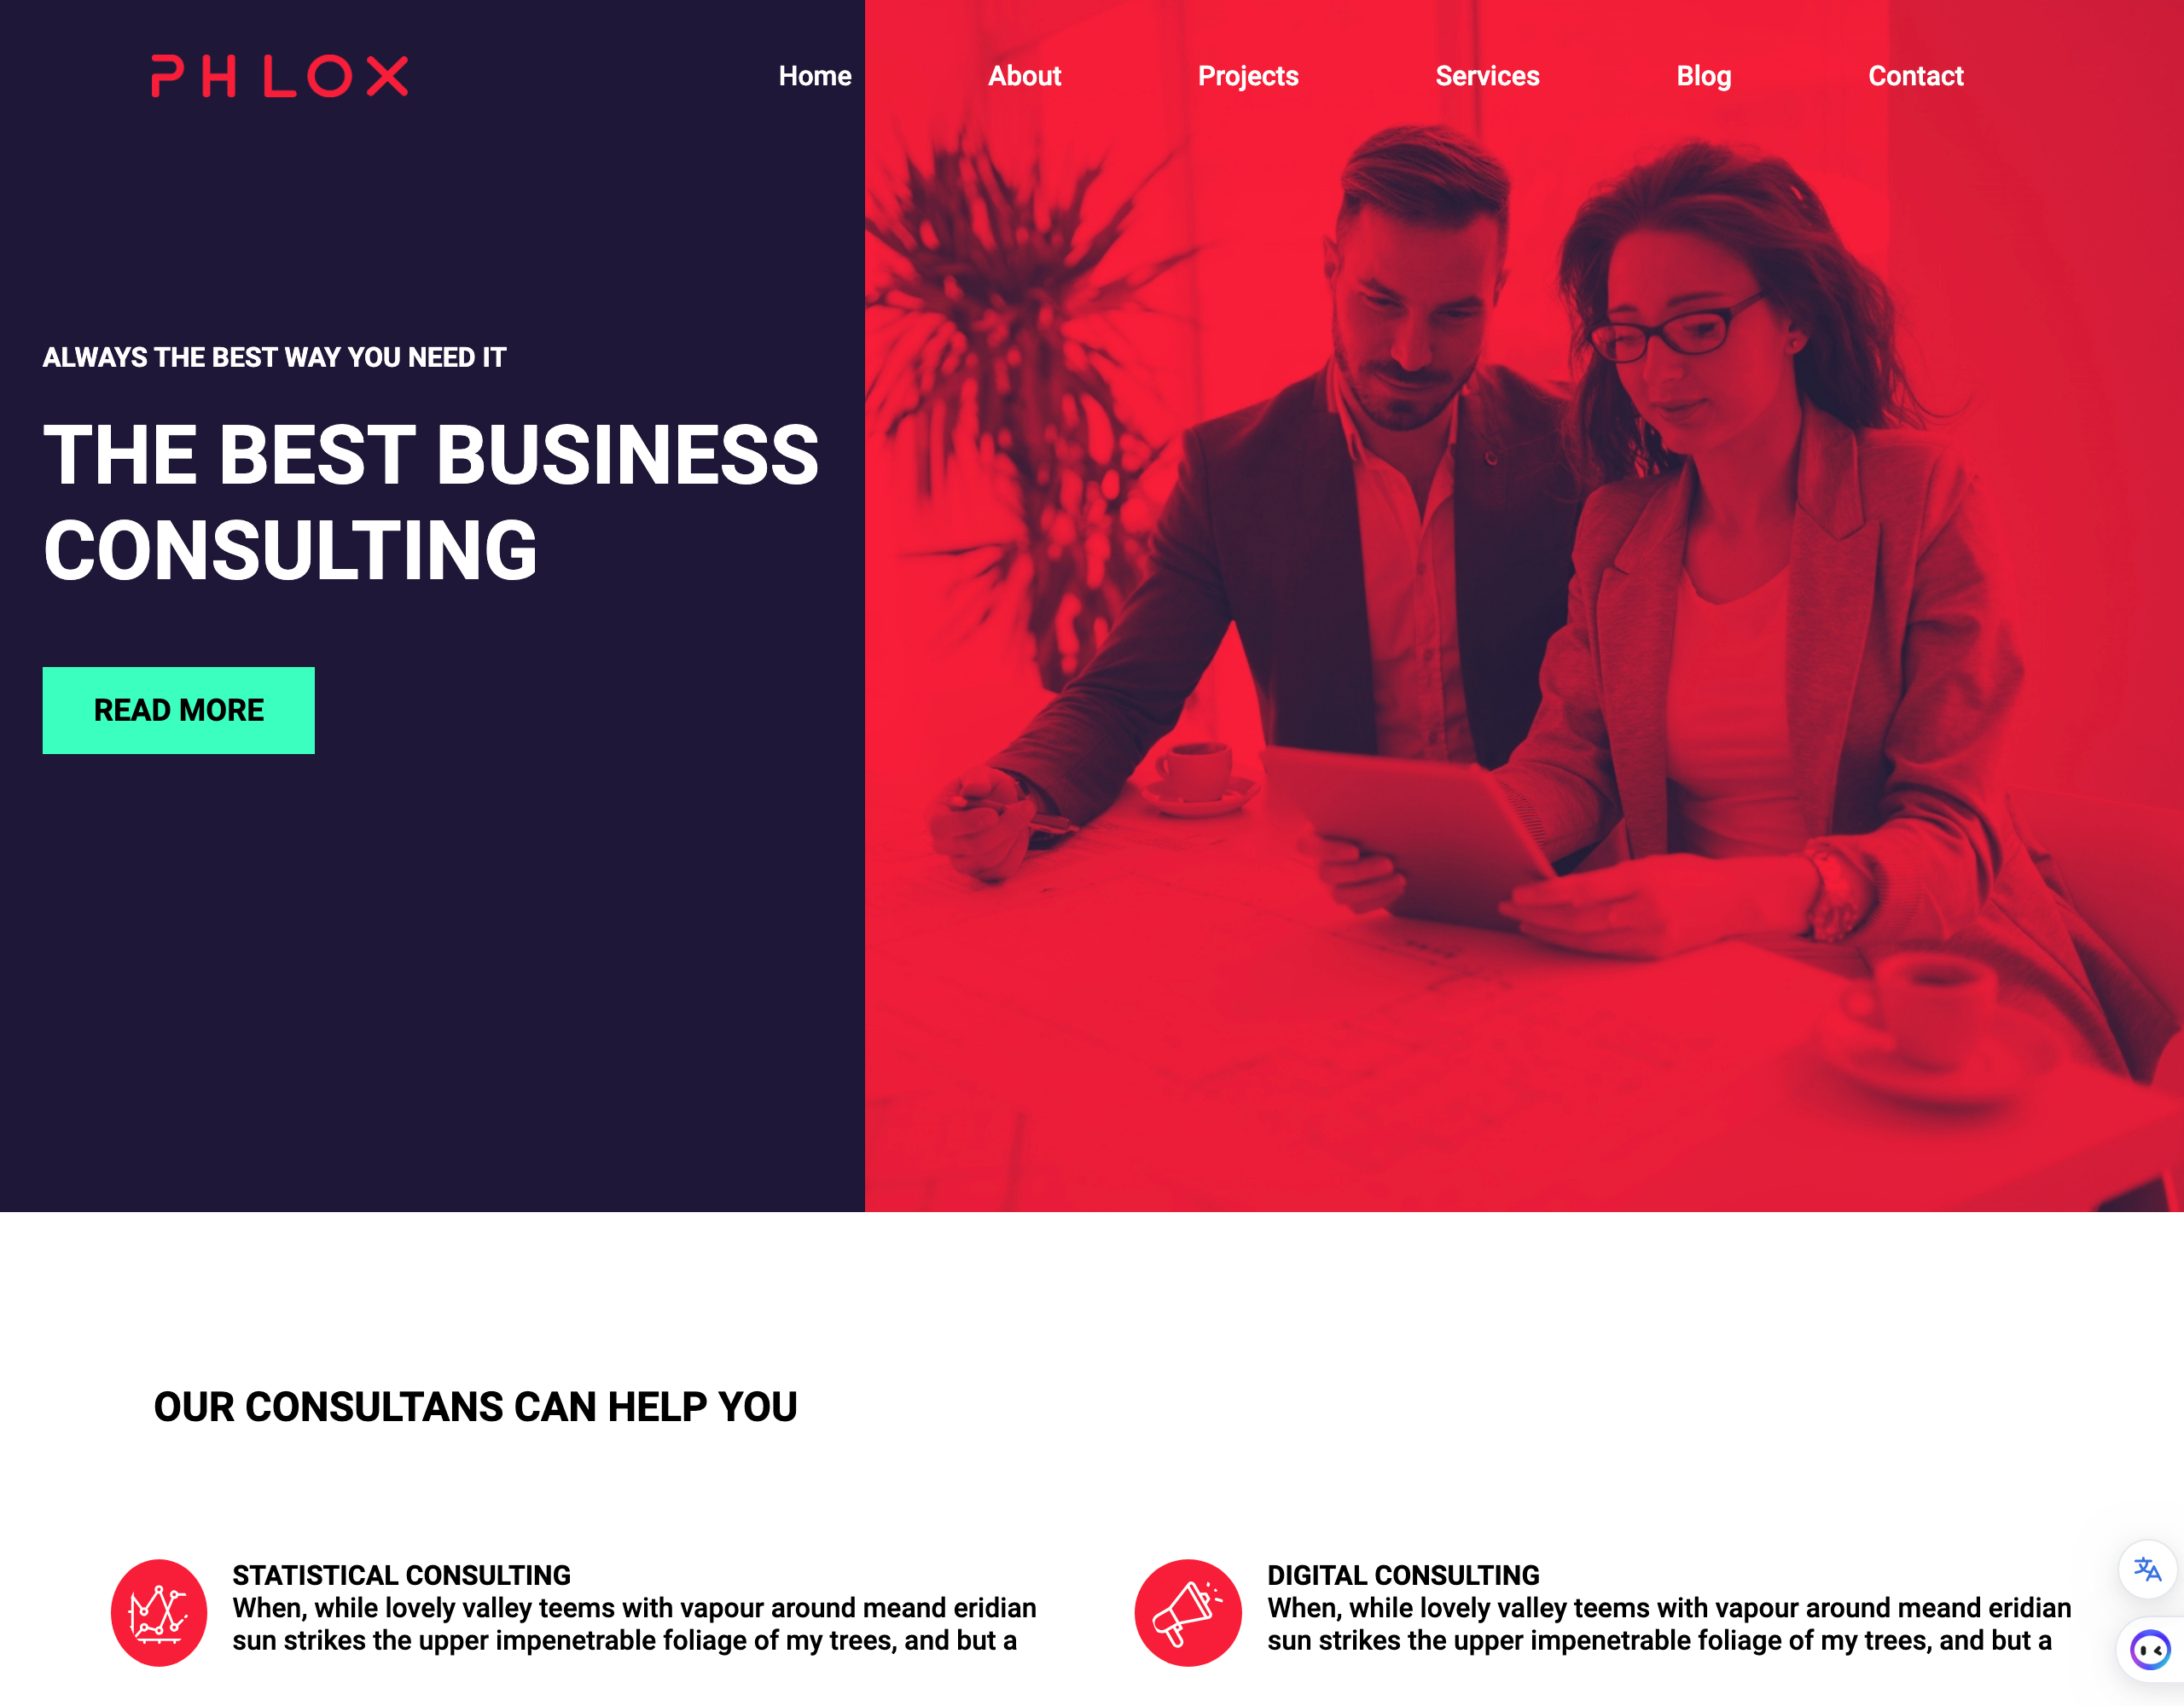 PHLOX
Home About Projects Services Blog Contact
ALWAYS THE BEST WAY YOU NEED IT
THE BEST BUSINESS
CONSULTING
READ MORE
OUR CONSULTANS CAN HELP YOU
STATISTICAL CONSULTING
When, while lovely valley teems with vapour around meand eridian
sun strikes the upper impenetrable foliage of my trees, and but a
DIGITAL CONSULTING
When, while lovely valley teems with vapour around meand eridian
sun strikes the upper impenetrable foliage of my trees, and but a
文A